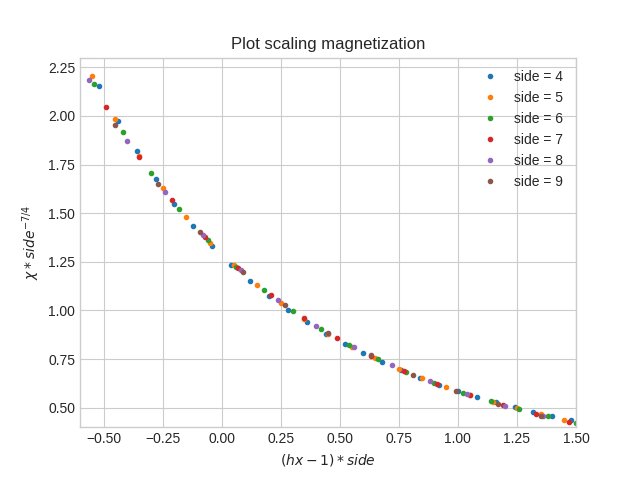 Plot scaling magnetization
2.25
2.00
1.75
1.50
1.25
1.00
0.75
0.50
χ * side⁻⁷ᐟ⁴
side = 4
side = 5
side = 6
side = 7
side = 8
side = 9
−0.50 −0.25 0.00 0.25 0.50 0.75 1.00 1.25 1.50
(hx − 1) * side